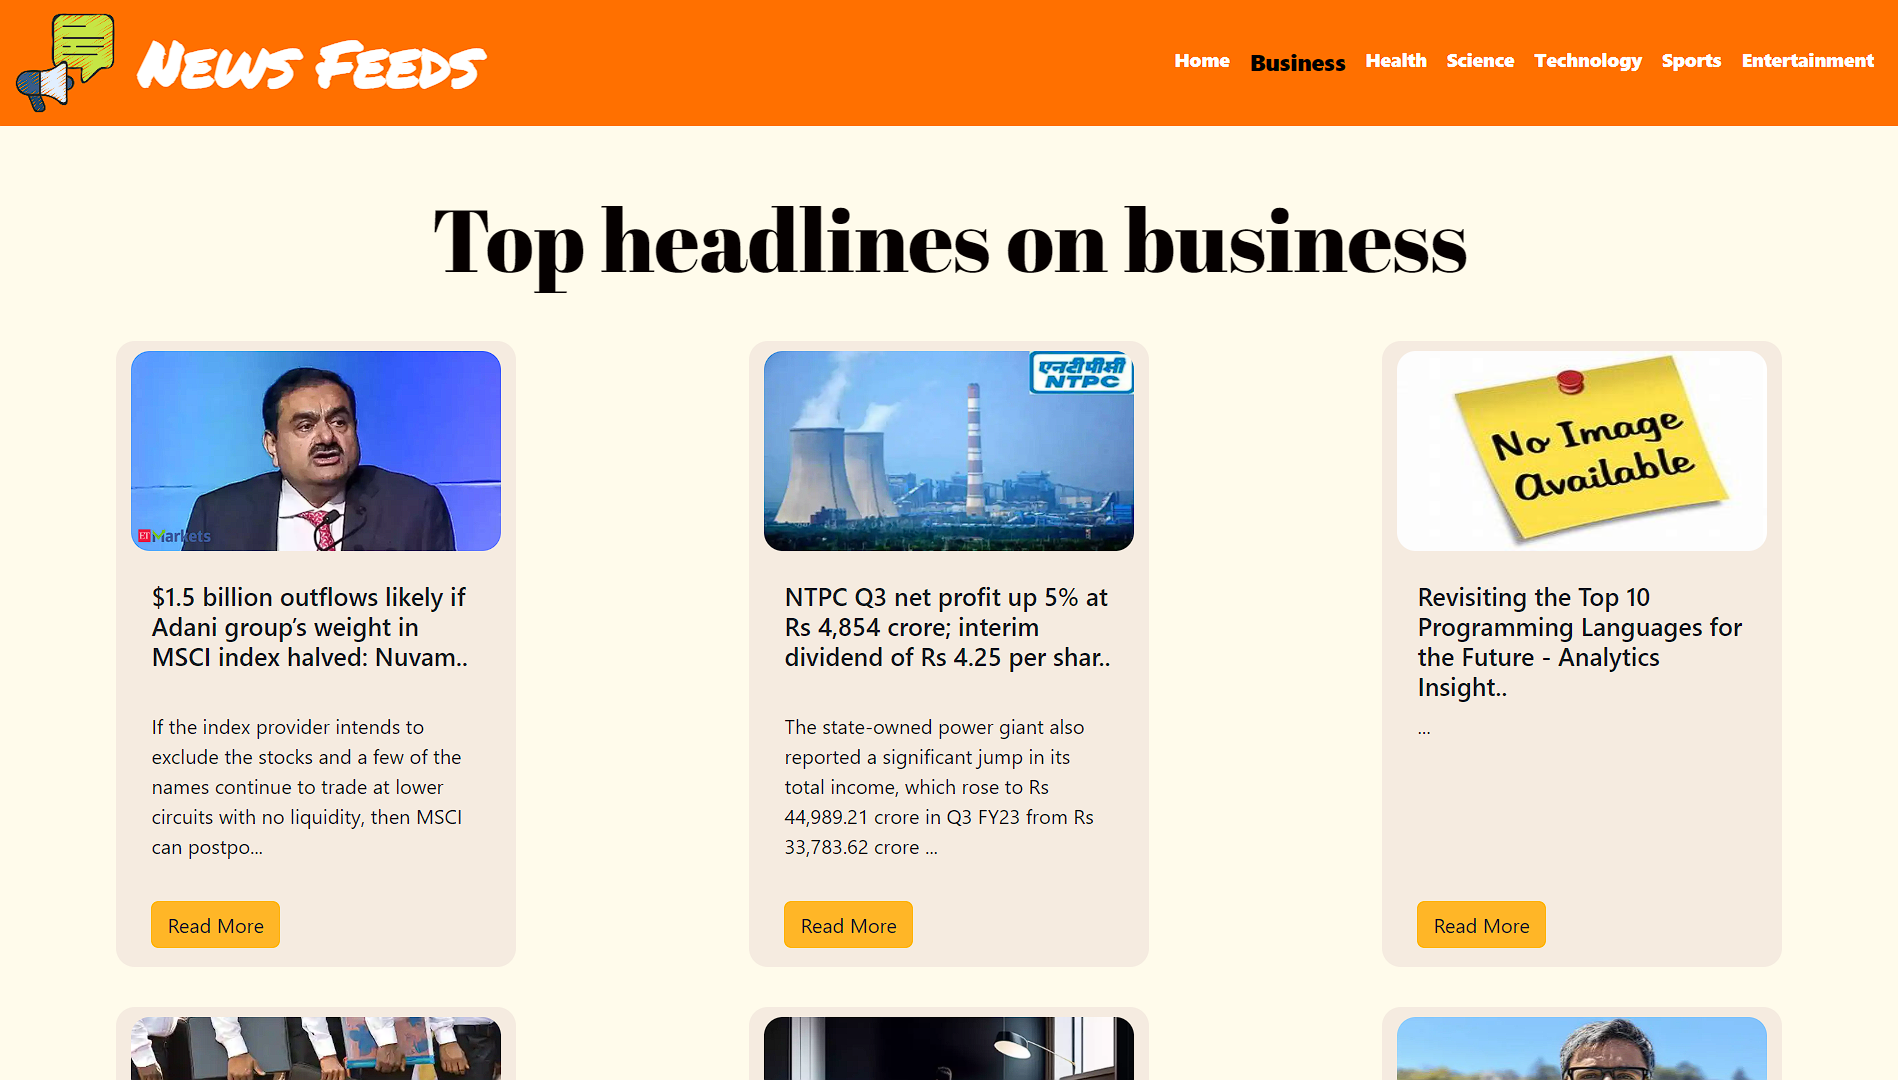 News Feeds
Home Business Health Science Technology Sports Entertainment
Top headlines on business
ET Markets
$1.5 billion outflows likely if
Adani group’s weight in
MSCI index halved: Nuvam..
If the index provider intends to
exclude the stocks and a few of the
names continue to trade at lower
circuits with no liquidity, then MSCI
can postpo...
Read More
एनटीपीसी
NTPC
NTPC Q3 net profit up 5% at
Rs 4,854 crore; interim
dividend of Rs 4.25 per shar..
The state-owned power giant also
reported a significant jump in its
total income, which rose to Rs
44,989.21 crore in Q3 FY23 from Rs
33,783.62 crore ...
Read More
No Image
Available
Revisiting the Top 10
Programming Languages for
the Future - Analytics
Insight..
...
Read More